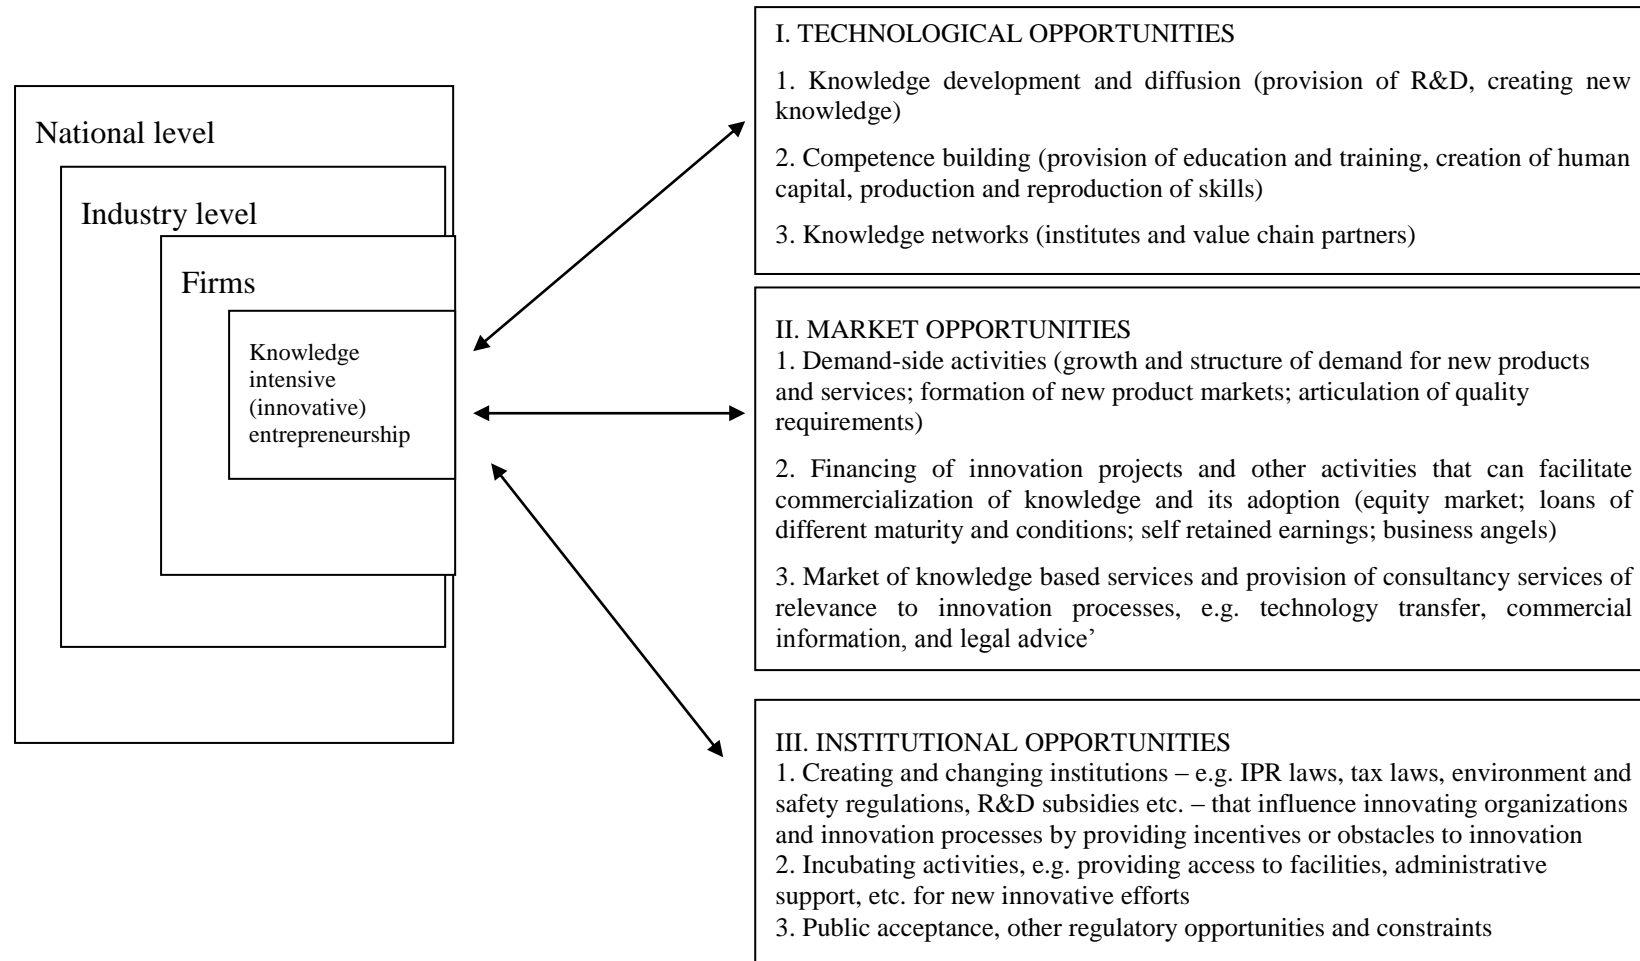 National level
Industry level
Firms
Knowledge
intensive
(innovative)
entrepreneurship
I. TECHNOLOGICAL OPPORTUNITIES
1. Knowledge development and diffusion (provision of R&D, creating new
knowledge)
2. Competence building (provision of education and training, creation of human
capital, production and reproduction of skills)
3. Knowledge networks (institutes and value chain partners)
II. MARKET OPPORTUNITIES
1. Demand-side activities (growth and structure of demand for new products
and services; formation of new product markets; articulation of quality
requirements)
2. Financing of innovation projects and other activities that can facilitate
commercialization of knowledge and its adoption (equity market; loans of
different maturity and conditions; self retained earnings; business angels)
3. Market of knowledge based services and provision of consultancy services of
relevance to innovation processes, e.g. technology transfer, commercial
information, and legal advice’
III. INSTITUTIONAL OPPORTUNITIES
1. Creating and changing institutions – e.g. IPR laws, tax laws, environment and
safety regulations, R&D subsidies etc. – that influence innovating organizations
and innovation processes by providing incentives or obstacles to innovation
2. Incubating activities, e.g. providing access to facilities, administrative
support, etc. for new innovative efforts
3. Public acceptance, other regulatory opportunities and constraints